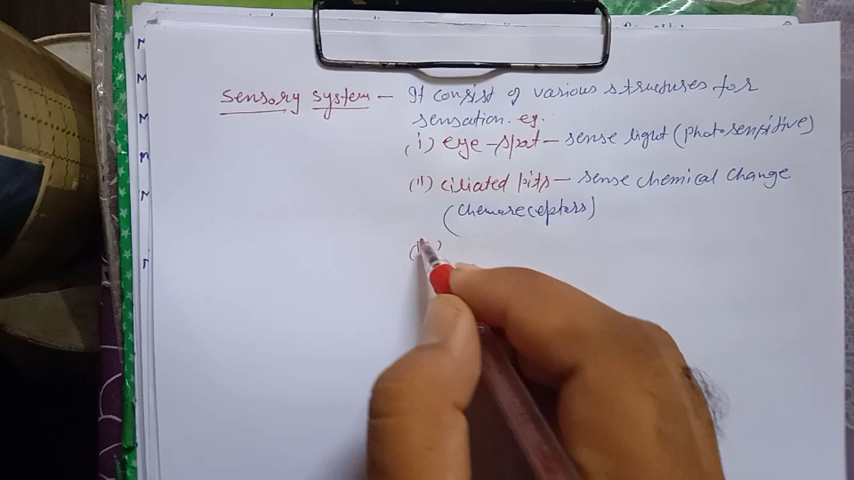 Sensory system — It consist of various structures for
sensation. eg.
(i) eye-spot — sense light (photosensitive)
(ii) ciliated pits — sense chemical change
(chemoreceptors)